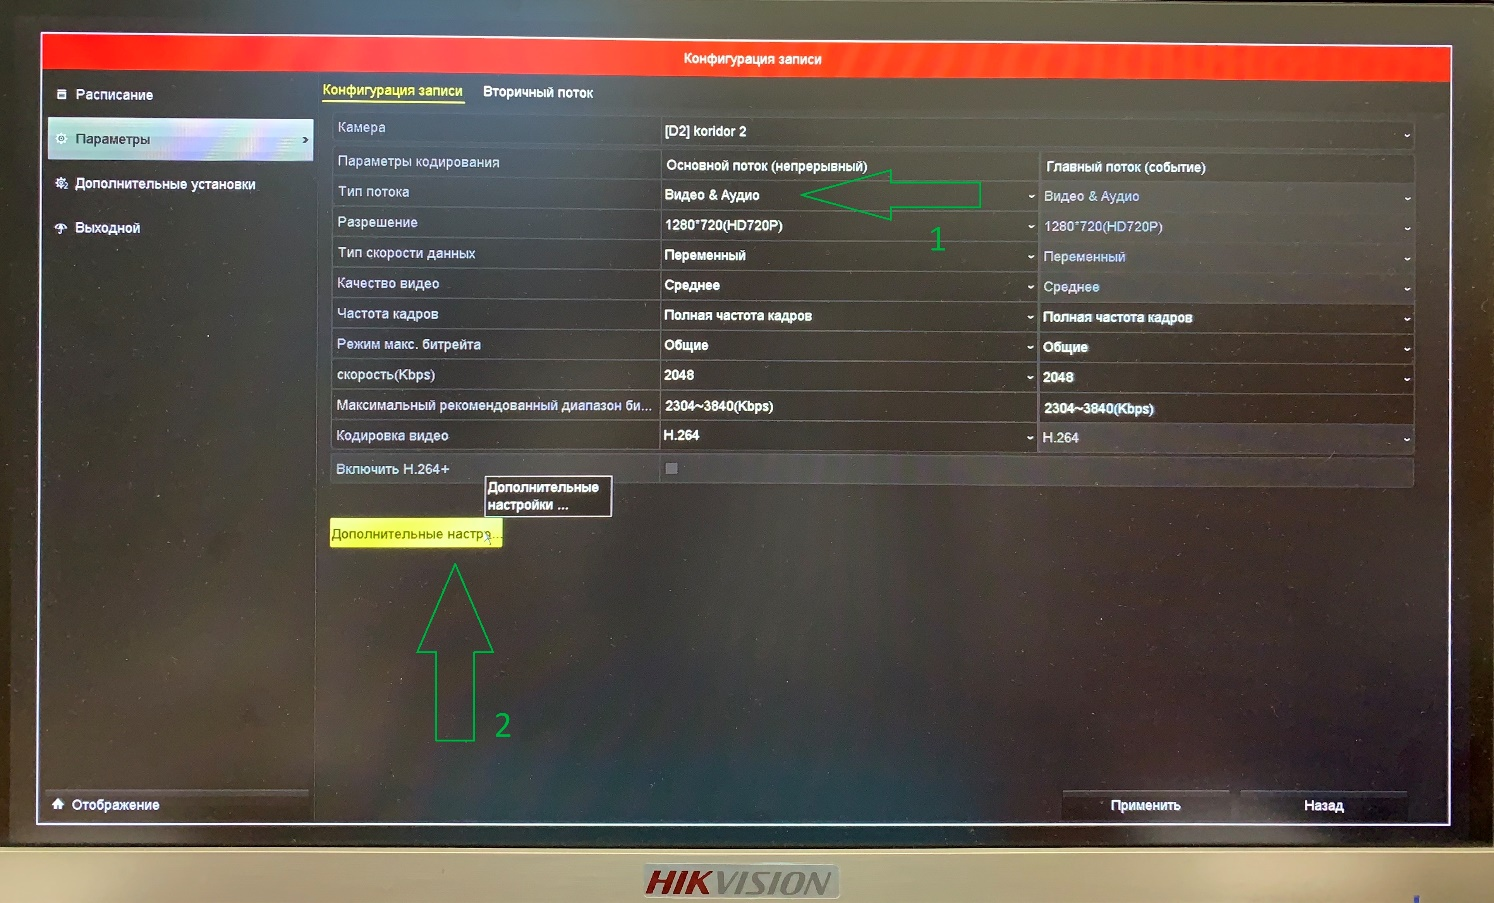 Конфигурация записи
Расписание
Параметры
Дополнительные установки
Выходной
Отображение
Конфигурация записи Вторичный поток
Камера [D2] koridor 2
Параметры кодирования Основной поток (непрерывный) Главный поток (событие)
Тип потока Видео & Аудио Видео & Аудио
Разрешение 1280*720(HD720P) 1280*720(HD720P)
Тип скорости данных Переменный Переменный
Качество видео Среднее Среднее
Частота кадров Полная частота кадров Полная частота кадров
Режим макс. битрейта Общие Общие
скорость(Kbps) 2048 2048
Максимальный рекомендованный диапазон би... 2304~3840(Kbps) 2304~3840(Kbps)
Кодировка видео H.264 H.264
Включить H.264+
Дополнительные
настройки ...
Дополнительные настро...
1
2
Применить Назад
HIKVISION